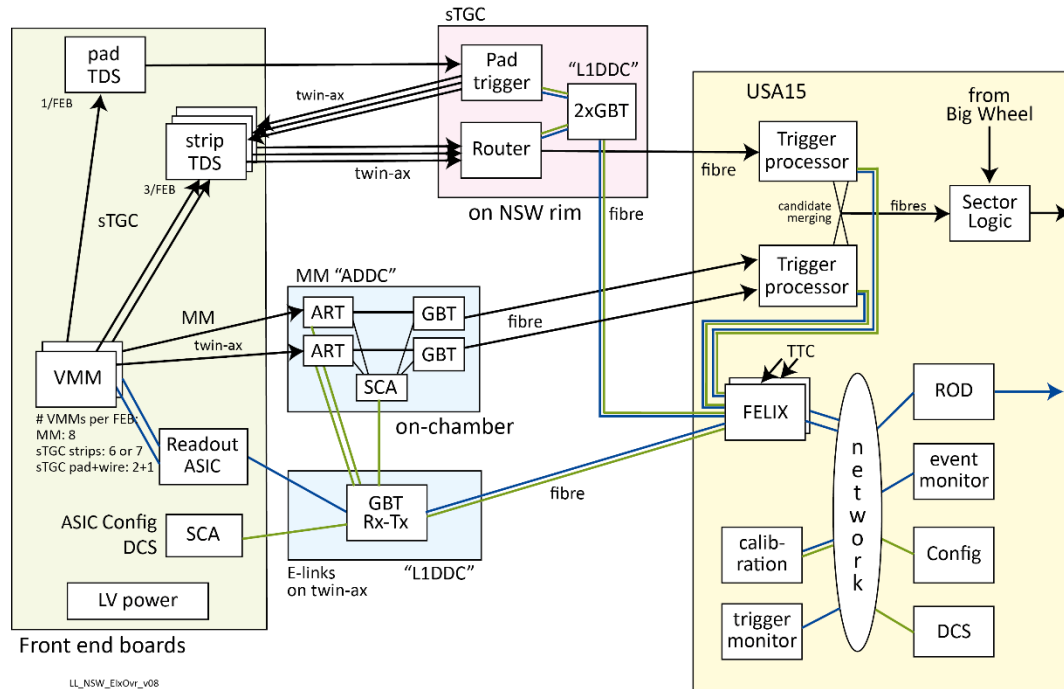 sTGC
pad
TDS
1/FEB
strip
TDS
3/FEB
sTGC
twin-ax
twin-ax
Pad
trigger
"L1DDC"
2xGBT
Router
on NSW rim
fibre
fibre
USA15
from
Big Wheel
Trigger
processor
candidate
merging
fibres
Sector
Logic
Trigger
processor
MM "ADDC"
MM
twin-ax
ART
GBT
ART
GBT
SCA
fibre
on-chamber
VMM
# VMMs per FEB:
MM: 8
sTGC strips: 6 or 7
sTGC pad+wire: 2+1
Readout
ASIC
ASIC Config
DCS
SCA
LV power
Front end boards
GBT
Rx-Tx
E-links
on twin-ax
"L1DDC"
fibre
TTC
FELIX
network
ROD
event
monitor
calib-
ration
Config
trigger
monitor
DCS
LL_NSW_ElxOvr_v08